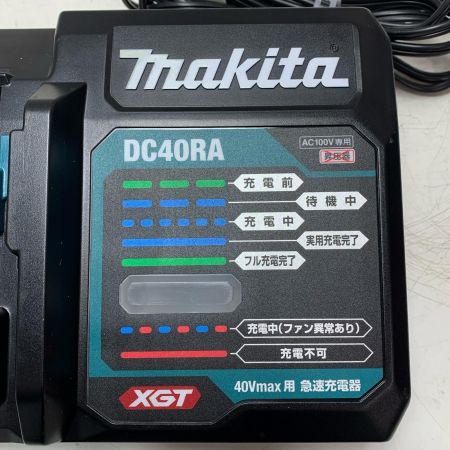 makita
DC40RA
AC100V専用
昇圧器
充電前
待機中
充電中
実用充電完了
フル充電完了
充電中(ファン異常あり)
充電不可
XGT
40Vmax用 急速充電器